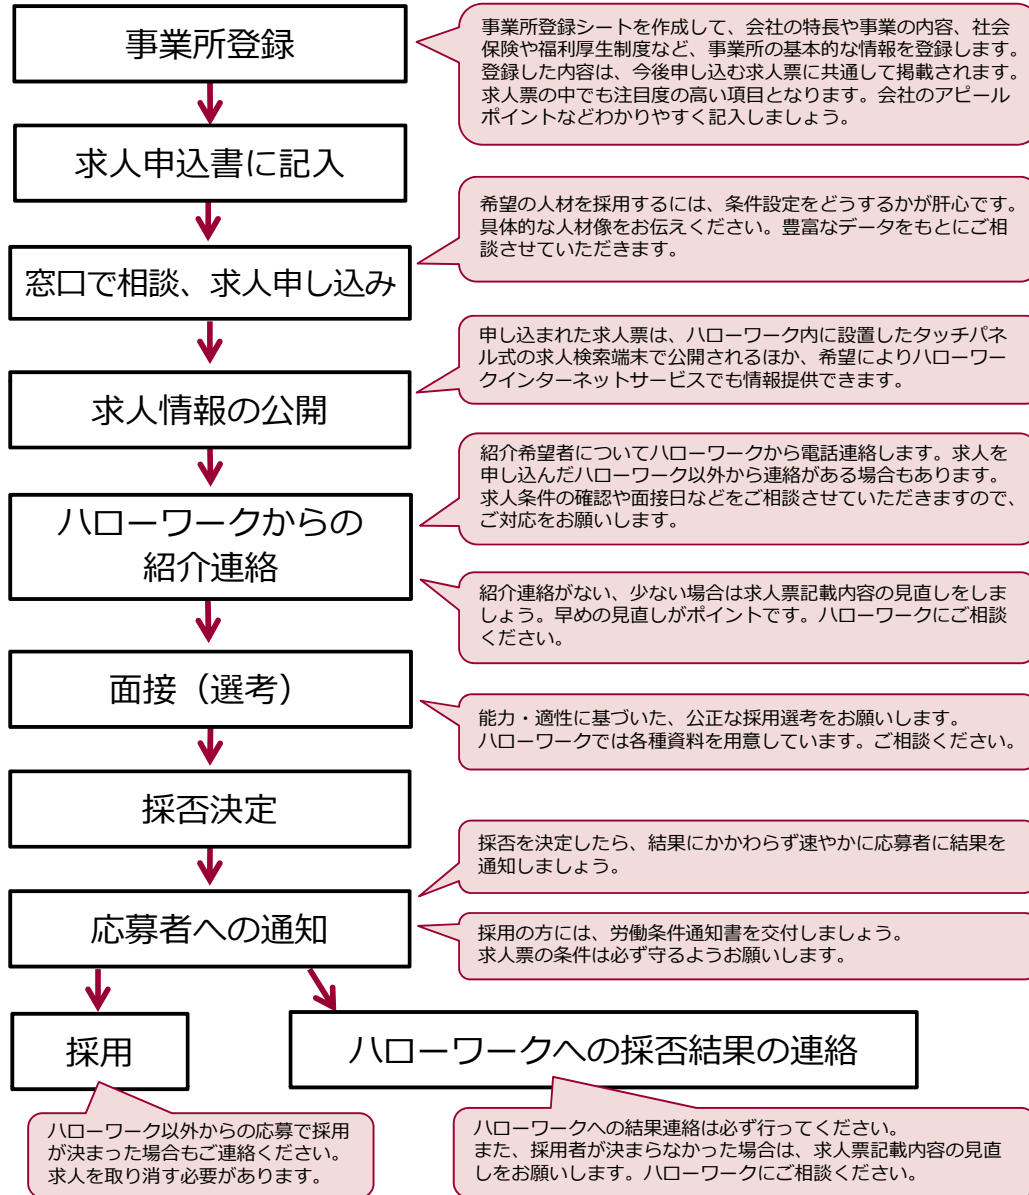 事業所登録
事業所登録シートを作成して、会社の特長や事業の内容、社会
保険や福利厚生制度など、事業所の基本的な情報を登録します。
登録した内容は、今後申し込む求人票に共通して掲載されます。
求人票の中でも注目度の高い項目となります。会社のアピール
ポイントなどわかりやすく記入しましょう。
求人申込書に記入
希望の人材を採用するには、条件設定をどうするかが肝心です。
具体的な人材像をお伝えください。豊富なデータをもとにご相
談させていただきます。
窓口で相談、求人申し込み
申し込まれた求人票は、ハローワーク内に設置したタッチパネ
ル式の求人検索端末で公開されるほか、希望によりハローワー
クインターネットサービスでも情報提供できます。
求人情報の公開
紹介希望者についてハローワークから電話連絡します。求人を
申し込んだハローワーク以外から連絡がある場合もあります。
求人条件の確認や面接日などをご相談させていただきますので、
ご対応をお願いします。
ハローワークからの
紹介連絡
紹介連絡がない、少ない場合は求人票記載内容の見直しをしま
しょう。早めの見直しがポイントです。ハローワークにご相談
ください。
面接（選考）
能力・適性に基づいた、公正な採用選考をお願いします。
ハローワークでは各種資料を用意しています。ご相談ください。
採否決定
採否を決定したら、結果にかかわらず速やかに応募者に結果を
通知しましょう。
応募者への通知
採用の方には、労働条件通知書を交付しましょう。
求人票の条件は必ず守るようお願いします。
採用
ハローワークへの採否結果の連絡
ハローワーク以外からの応募で採用
が決まった場合もご連絡ください。
求人を取り消す必要があります。
ハローワークへの結果連絡は必ず行ってください。
また、採用者が決まらなかった場合は、求人票記載内容の見直
しをお願いします。ハローワークにご相談ください。